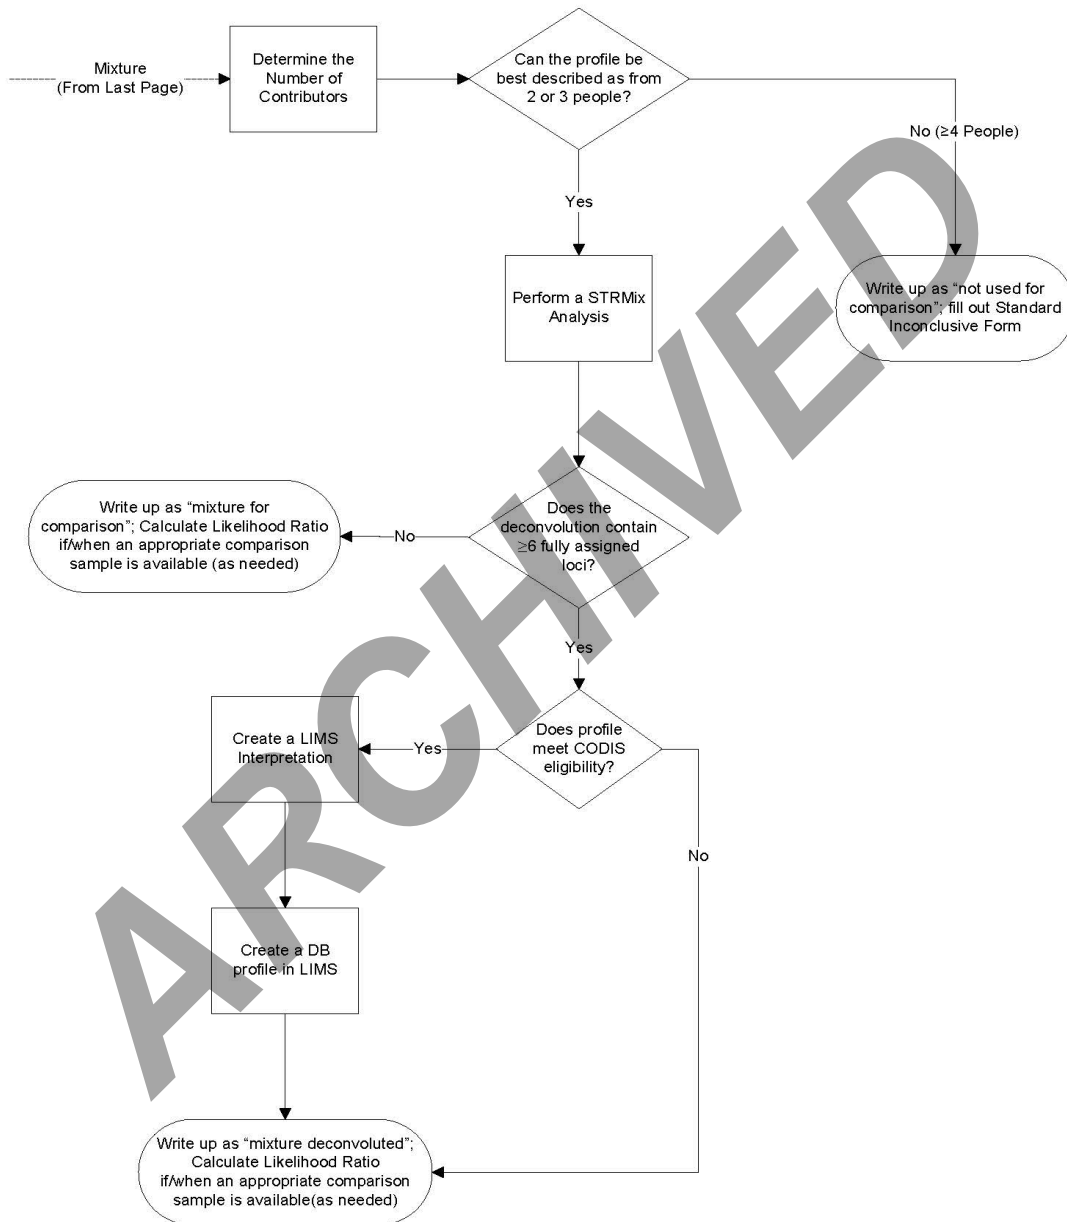 Mixture
(From Last Page)
Determine the
Number of
Contributors
Can the profile be
best described as from
2 or 3 people?
No (≥4 People)
Yes
Perform a STRMix
Analysis
Write up as “not used for
comparison”; fill out Standard
Inconclusive Form
Write up as “mixture for
comparison”; Calculate Likelihood Ratio
if/when an appropriate comparison
sample is available (as needed)
No
Does the
deconvolution contain
≥6 fully assigned
loci?
Yes
Create a LIMS
Interpretation
Yes
Does profile
meet CODIS
eligibility?
No
Create a DB
profile in LIMS
Write up as “mixture deconvoluted”;
Calculate Likelihood Ratio
if/when an appropriate comparison
sample is available(as needed)
ARCHIVED